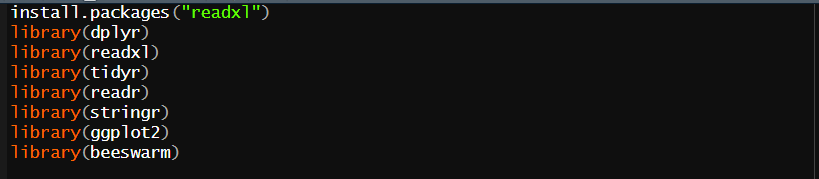 install.packages("readxl")
library(dplyr)
library(readxl)
library(tidyr)
library(readr)
library(stringr)
library(ggplot2)
library(beeswarm)